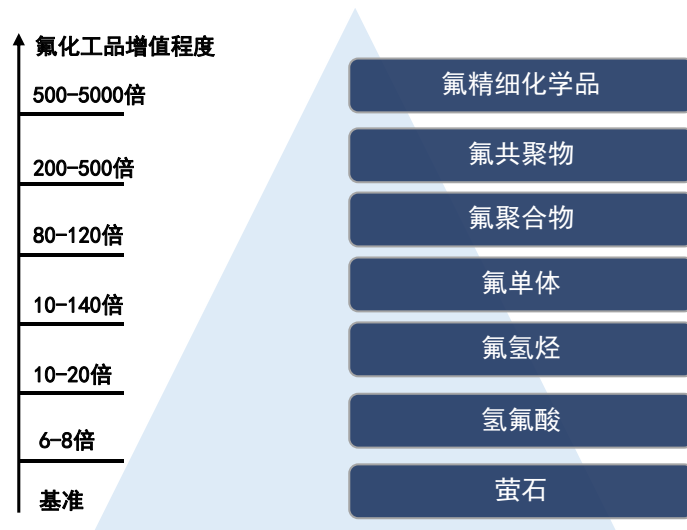 氟化工品增值程度
500-5000倍
氟精细化学品
200-500倍
氟共聚物
80-120倍
氟聚合物
10-140倍
氟单体
10-20倍
氟氢烃
6-8倍
氢氟酸
基准
萤石